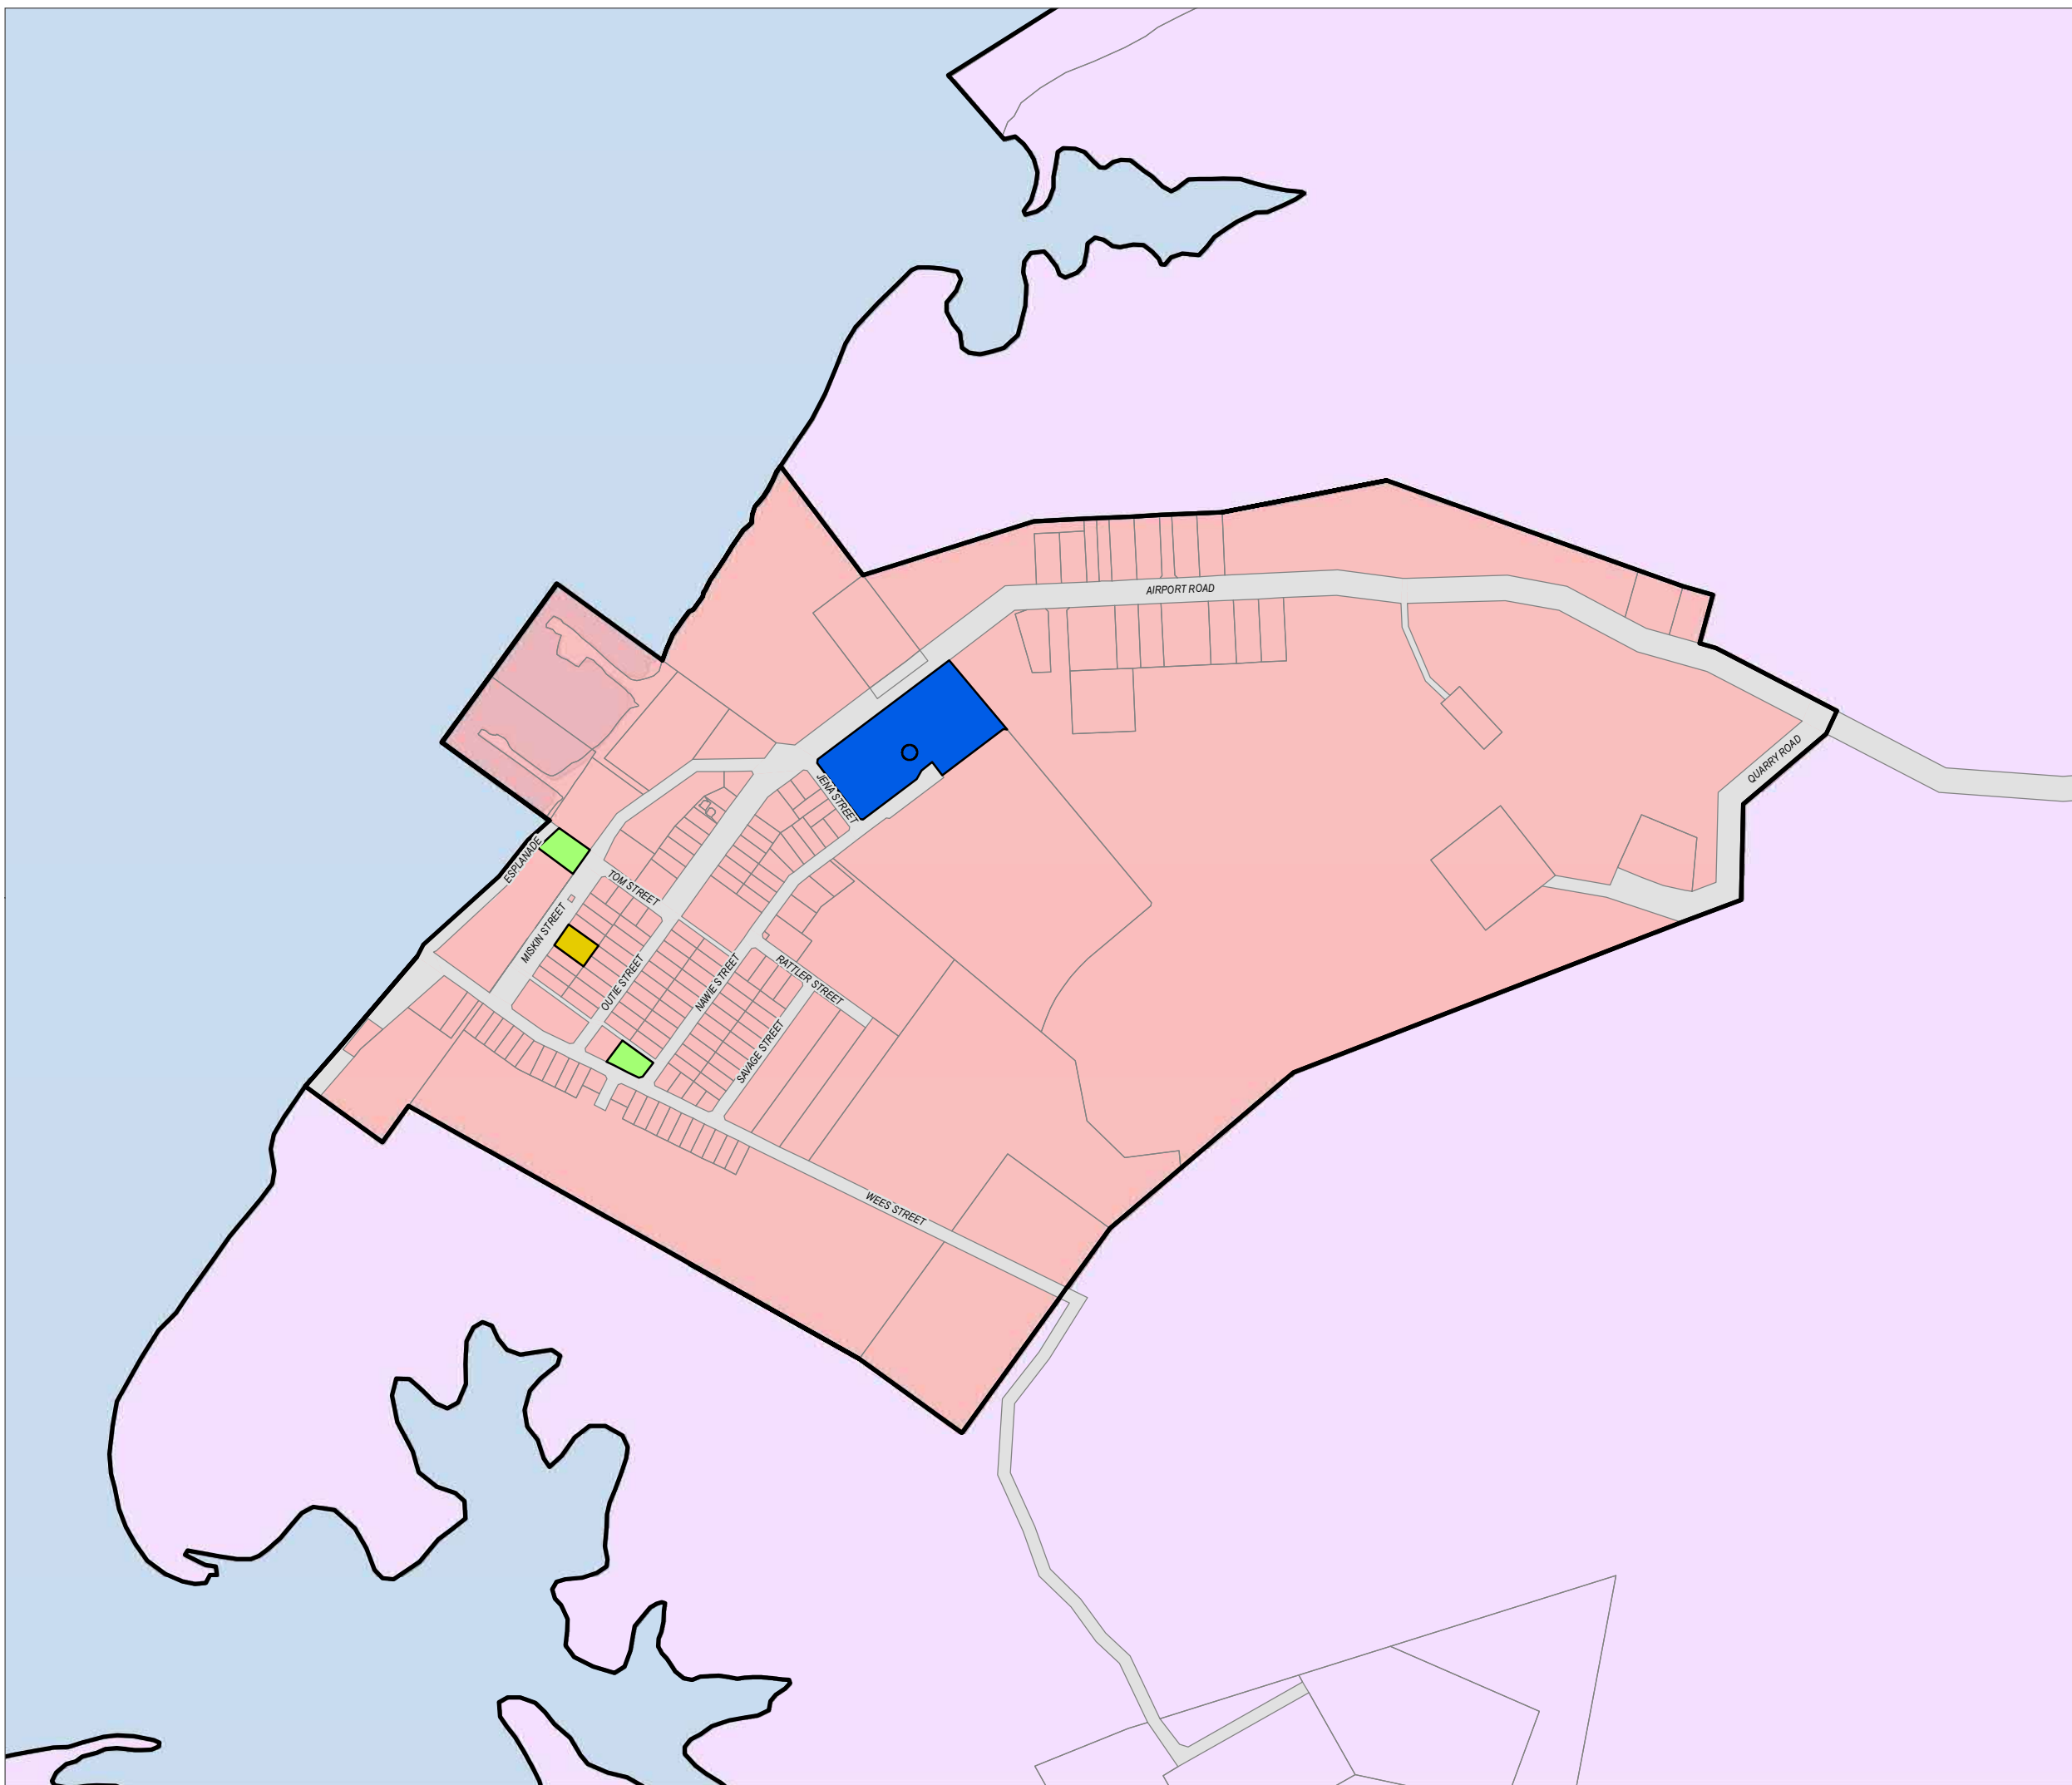 AIRPORT ROAD
QUARRY ROAD
JENA STREET
ESPLANADE
TOM STREET
MISKIN STREET
OUTIE STREET
NAWIE STREET
RATTLER STREET
SAVAGE STREET
WEES STREET